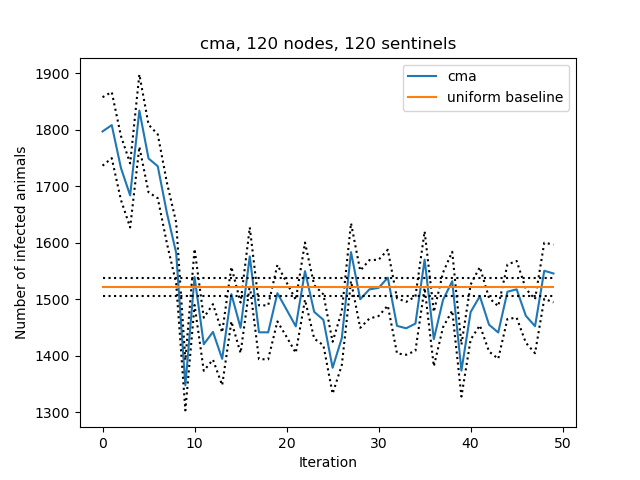 cma, 120 nodes, 120 sentinels
cma
uniform baseline
Number of infected animals
1900
1800
1700
1600
1500
1400
1300
0 10 20 30 40 50
Iteration